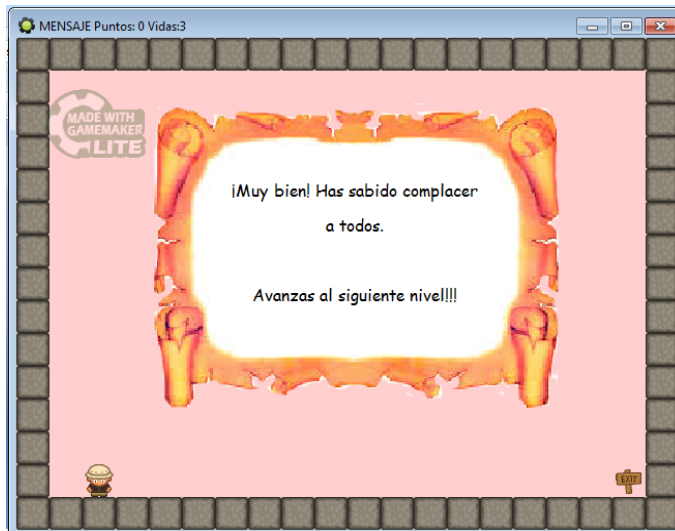 MENSAJE Puntos: 0 Vidas:3
MADE WITH
GAMEMAKER
LITE
¡Muy bien! Has sabido complacer
a todos.
Avanzas al siguiente nivel!!!
EXIT